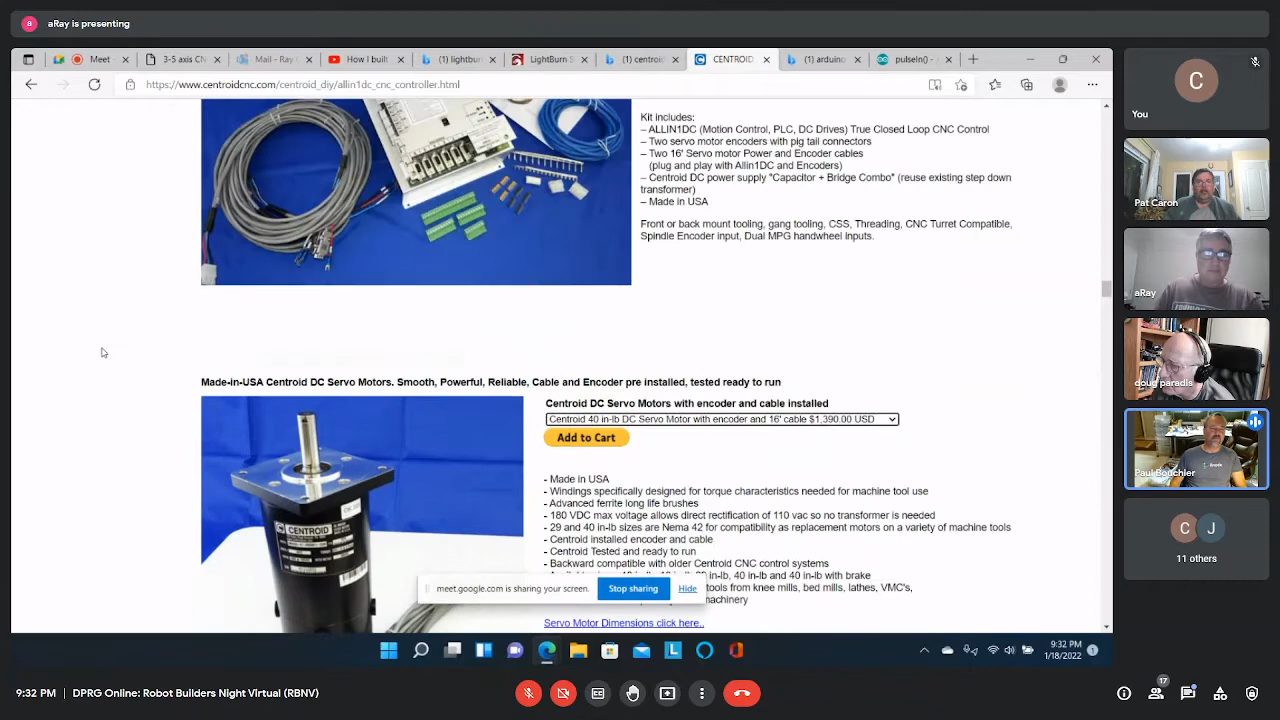 a aRay is presenting
Meet - 
3-5 axis CN
Mail - Ray
How I built
(1) lightburn
LightBurn S
(1) centroid
CENTROID
(1) arduino
pulseIn() -
https://www.centroidcnc.com/centroid_diy/allin1dc_cnc_controller.html
Kit includes:
– ALLIN1DC (Motion Control, PLC, DC Drives) True Closed Loop CNC Control
– Two servo motor encoders with pig tail connectors
– Two 16' Servo motor Power and Encoder cables
(plug and play with Allin1DC and Encoders)
– Centroid DC power supply "Capacitor + Bridge Combo" (reuse existing step down
transformer)
– Made in USA
Front or back mount tooling, gang tooling, CSS, Threading, CNC Turret Compatible,
Spindle Encoder input, Dual MPG handwheel inputs.
Made-in-USA Centroid DC Servo Motors. Smooth, Powerful, Reliable, Cable and Encoder pre installed, tested ready to run
Centroid DC Servo Motors with encoder and cable installed
Centroid 40 in-lb DC Servo Motor with encoder and 16' cable $1,390.00 USD
Add to Cart
- Made in USA
- Windings specifically designed for torque characteristics needed for machine tool use
- Advanced ferrite long life brushes
- 180 VDC max voltage allows direct rectification of 110 vac so no transformer is needed
- 29 and 40 in-lb sizes are Nema 42 for compatibility as replacement motors on a variety of machine tools
- Centroid installed encoder and cable
- Centroid Tested and ready to run
- Backward compatible with older Centroid CNC control systems
in-lb, 40 in-lb and 40 in-lb with brake
tools from knee mills, bed mills, lathes, VMC's,
Servo Motor Dimensions click here..
CENTROID
meet.google.com is sharing your screen.
Stop sharing
Hide
L
9:32 PM
1/18/2022
1
C
You
Pat Caron
aRay
doug paradis
Paul Bouchier
C
J
11 others
9:32 PM | DPRG Online: Robot Builders Night Virtual (RBNV)
17